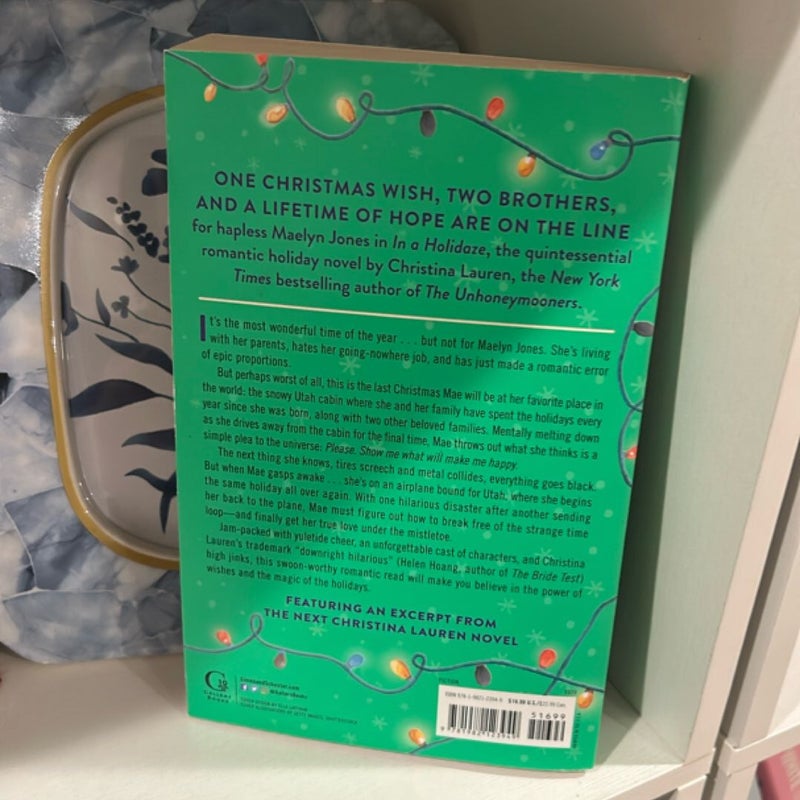 ONE CHRISTMAS WISH, TWO BROTHERS,
AND A LIFETIME OF HOPE ARE ON THE LINE
for hapless Maelyn Jones in In a Holidaze, the quintessential
romantic holiday novel by Christina Lauren, the New York
Times bestselling author of The Unhoneymooners.
It's the most wonderful time of the year . . . but not for Maelyn Jones. She's living
with her parents, hates her going-nowhere job, and has just made a romantic error
of epic proportions.
But perhaps worst of all, this is the last Christmas Mae will be at her favorite place in
the world: the snowy Utah cabin where she and her family have spent the holidays every
year since she was born, along with two other beloved families. Mentally melting down
as she drives away from the cabin for the final time, Mae throws out what she thinks is a
simple plea to the universe: Please. Show me what will make me happy.
The next thing she knows, tires screech and metal collides, everything goes black.
But when Mae gasps awake . . . she's on an airplane bound for Utah, where she begins
the same holiday all over again. With one hilarious disaster after another sending
her back to the plane, Mae must figure out how to break free of the strange time
loop—and finally get her true love under the mistletoe.
Jam-packed with yuletide cheer, an unforgettable cast of characters, and Christina
Lauren's trademark "downright hilarious" (Helen Hoang, author of The Bride Test)
high jinks, this swoon-worthy romantic read will make you believe in the power of
wishes and the magic of the holidays.
FEATURING AN EXCERPT FROM
THE NEXT CHRISTINA LAUREN NOVEL
GALLERY
BOOKS
SimonandSchuster.com
@GalleryBooks
FICTION
$16.99 U.S./
51699
9 781982 12394